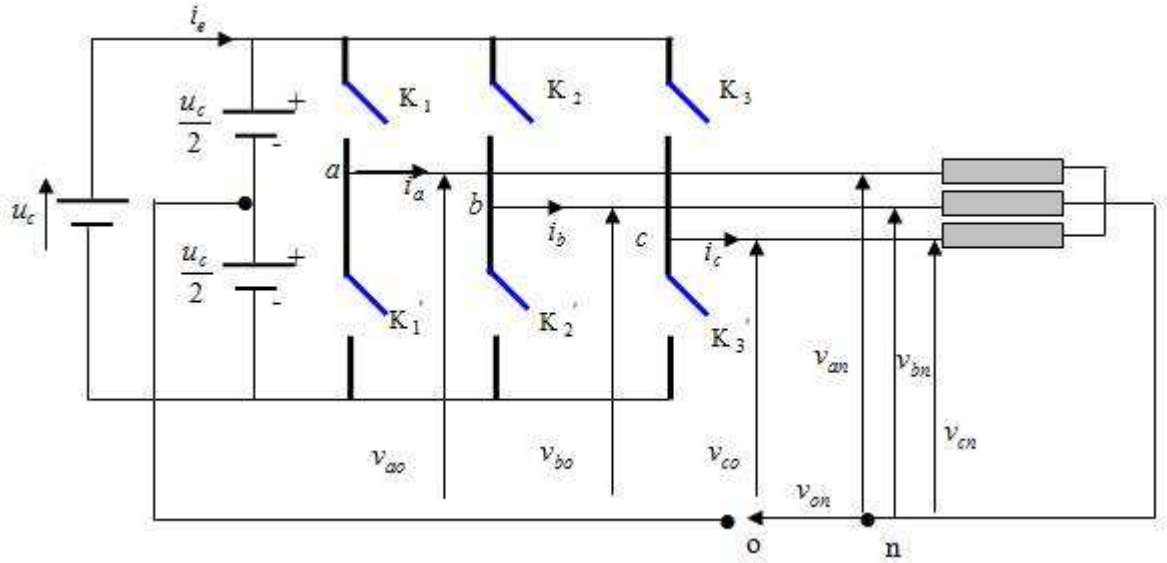 i_e
u_c/2
+
-
K_1
K_2
K_3
u_c
a
i_a
b
i_b
c
i_c
u_c/2
+
-
K_1'
K_2'
K_3'
v_ao
v_bo
v_co
v_an
v_bn
v_cn
v_on
o
n